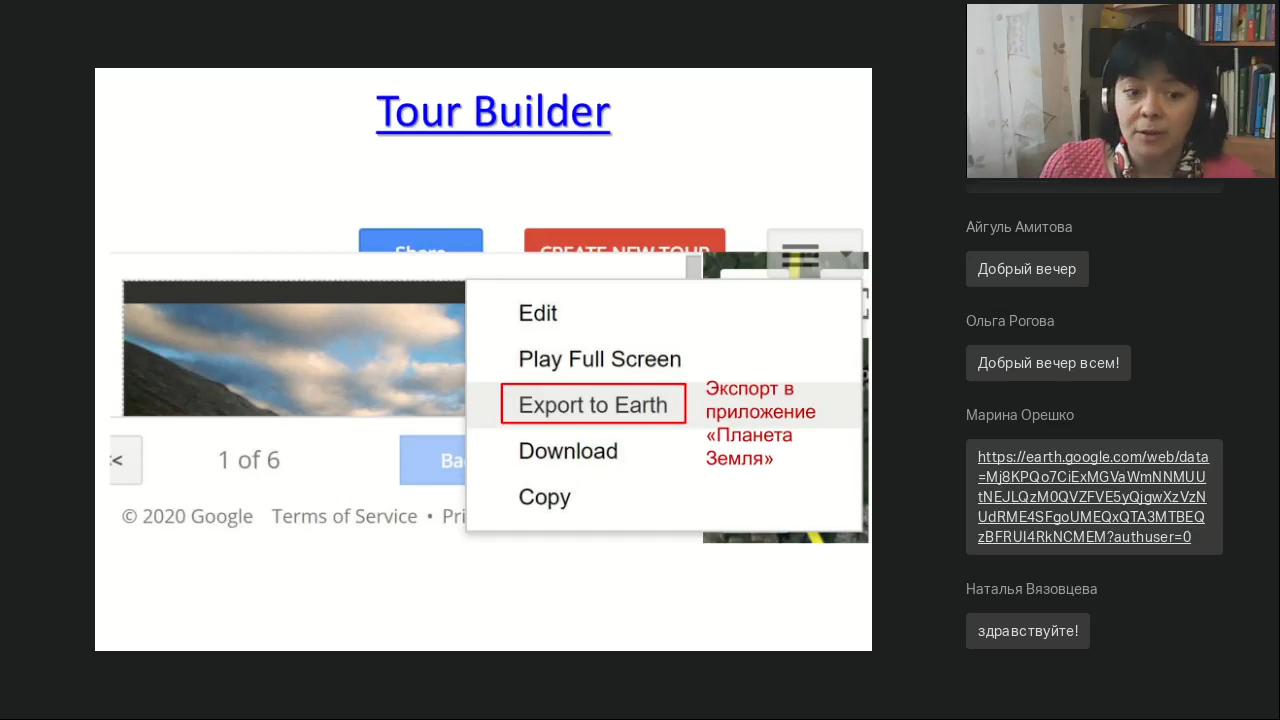 Tour Builder
Share
CREATE NEW TOUR
Edit
Play Full Screen
Export to Earth
Download
Copy
Экспорт в
приложение
«Планета
Земля»
<
1 of 6
© 2020 Google Terms of Service •
Айгуль Амитова
Добрый вечер
Ольга Рогова
Добрый вечер всем!
Марина Орешко
https://earth.google.com/web/data
=Mj8KPQo7CiExMGVaWmNNMUU
tNEJLQzM0QVZFVE5yQjgwXzVzN
UdRME4SFgoUMEQxQTA3MTBEQ
zBFRUI4RkNCMEM?authuser=0
Наталья Вязовцева
здравствуйте!